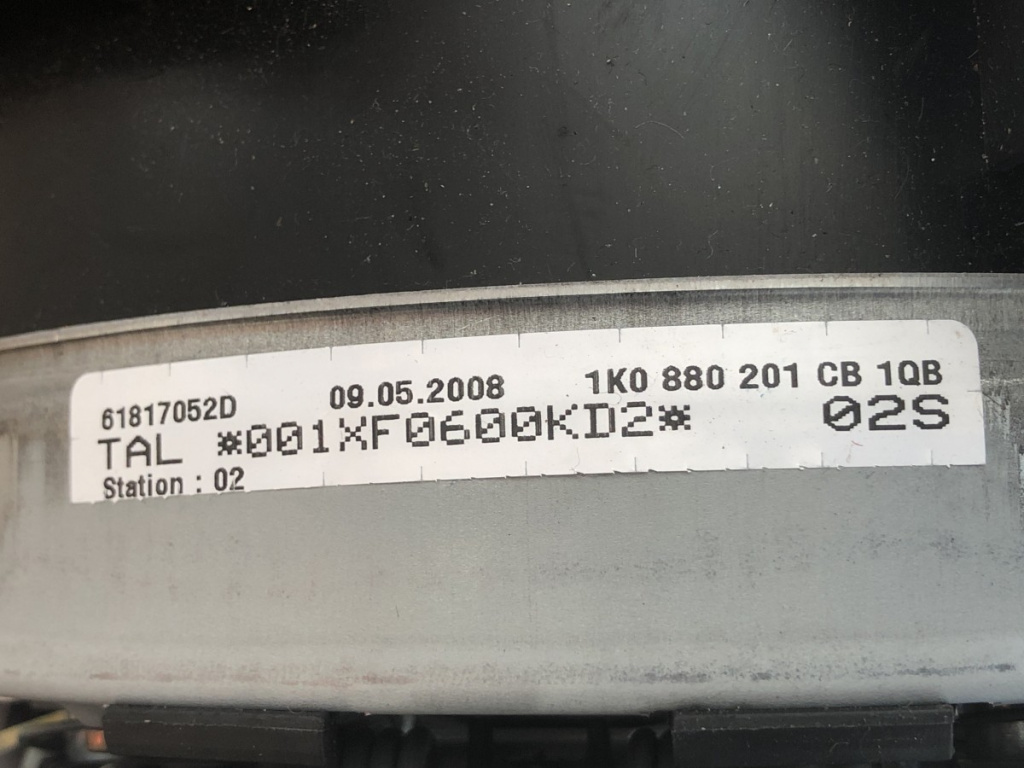 61817052D 09.05.2008 1K0 880 201 CB 1QB
TAL *001XF0600KD2* 02S
Station : 02